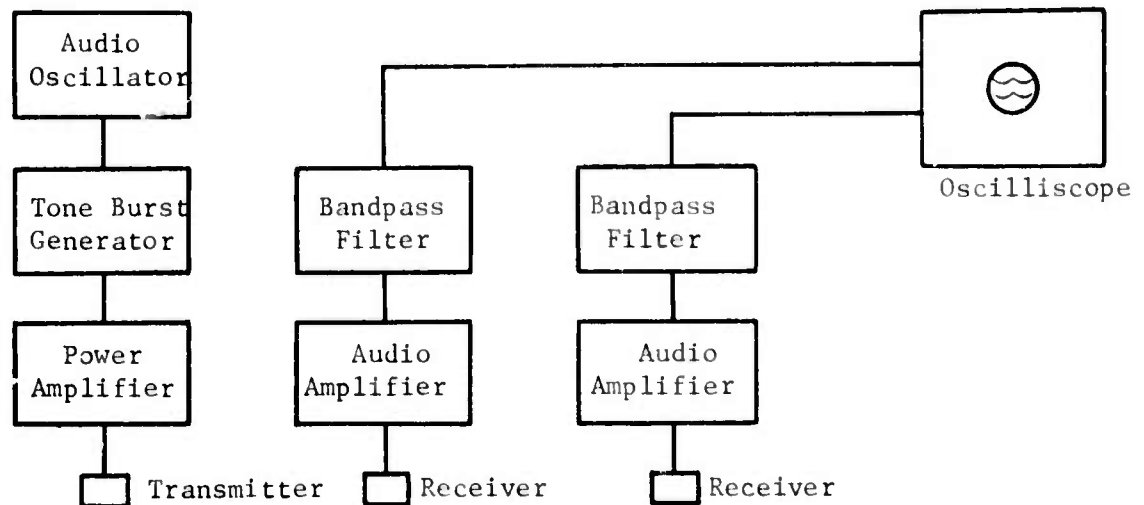 Audio
Oscillator
Oscilliscope
Tone Burst
Generator
Bandpass
Filter
Bandpass
Filter
Power
Amplifier
Audio
Amplifier
Audio
Amplifier
Transmitter
Receiver
Receiver